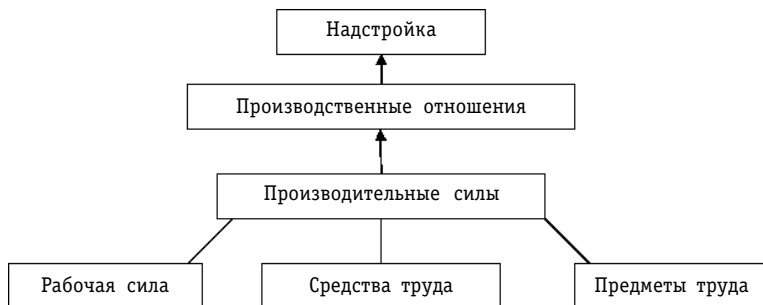 Надстройка
Производственные отношения
Производительные силы
Рабочая сила
Средства труда
Предметы труда